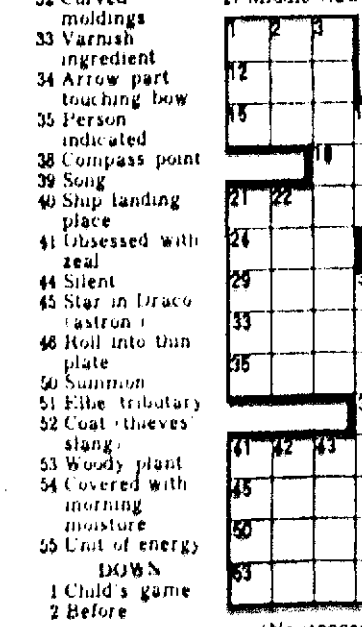 moldings
33 Varnish
ingredient
34 Arrow part
touching bow
35 Person
indicated
38 Compass point
39 Song
40 Ship landing
place
41 Obsessed with
zeal
44 Silent
45 Star in Draco
(astron.)
46 Roll into thin
plate
50 Summon
51 Elbe tributary
52 Coat (thieves'
slang)
53 Woody plant
54 Covered with
morning
moisture
55 Unit of energy
DOWN
1 Child's game
2 Before
1 2 3
12
15
18
21 22
24
29
33
35
41 42 43
45
50
53